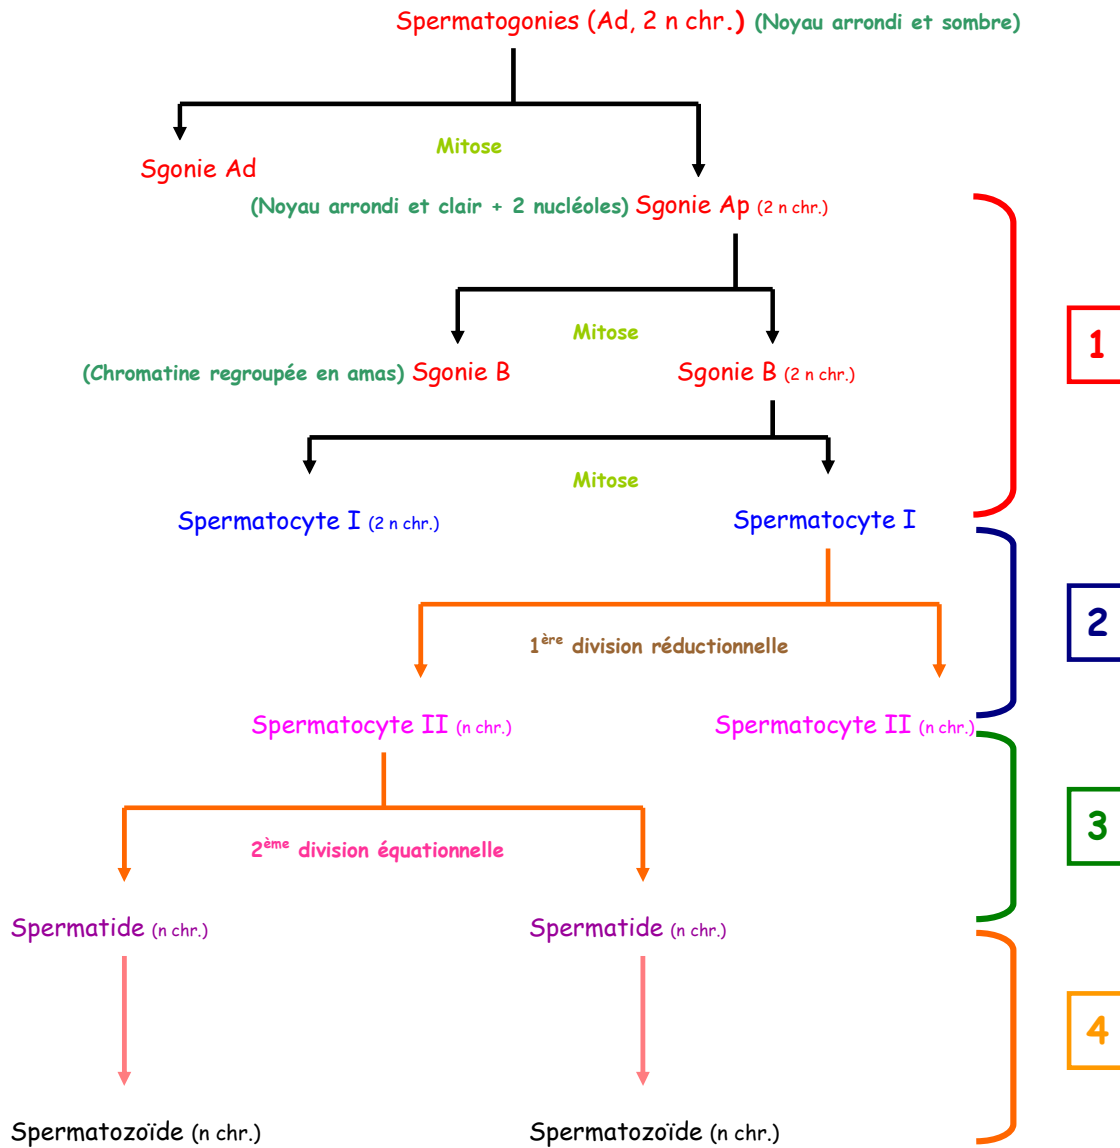 Spermatogonies (Ad, 2 n chr.) (Noyau arrondi et sombre)
Mitose
Sgonie Ad
(Noyau arrondi et clair + 2 nucléoles) Sgonie Ap (2 n chr.)
Mitose
1
(Chromatine regroupée en amas) Sgonie B
Sgonie B (2 n chr.)
Mitose
Spermatocyte I (2 n chr.)
Spermatocyte I
2
1ère division réductionnelle
Spermatocyte II (n chr.)
Spermatocyte II (n chr.)
3
2ème division équationnelle
Spermatide (n chr.)
Spermatide (n chr.)
4
Spermatozoïde (n chr.)
Spermatozoïde (n chr.)